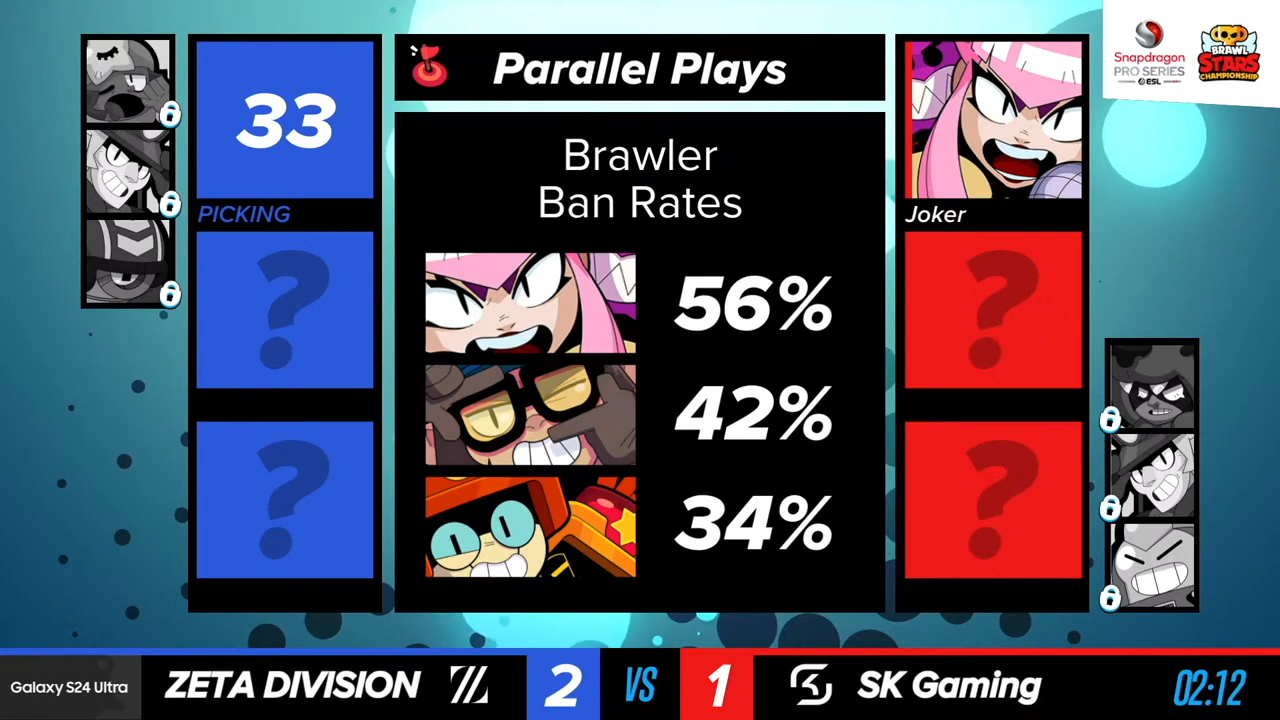 Parallel Plays
Snapdragon
PRO SERIES
ESL
BRAWL
STARS
CHAMPIONSHIP
33
PICKING
?
?
Brawler
Ban Rates
56%
42%
34%
Joker
?
?
Galaxy S24 Ultra
ZETA DIVISION
2
VS
1
SK Gaming
02:12